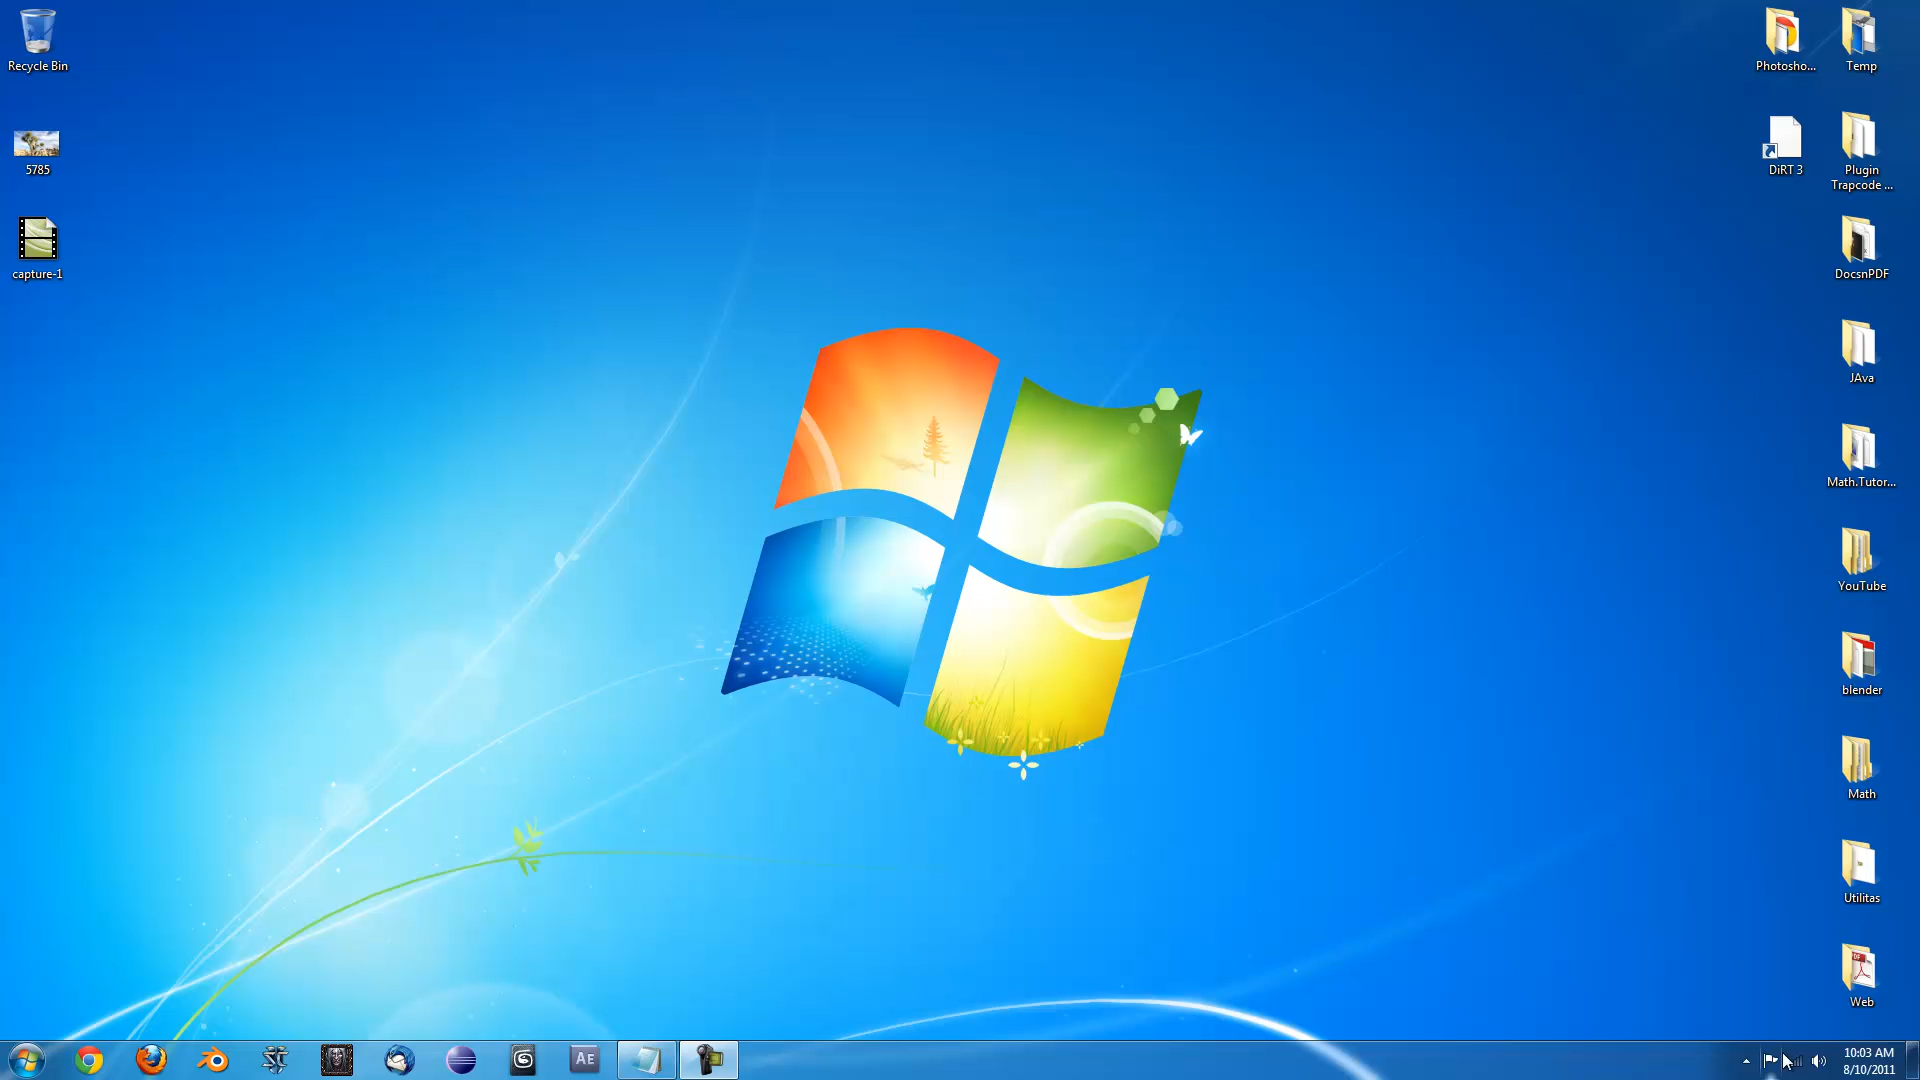 Recycle Bin
5785
capture-1
Photosho...
Temp
DiRT 3
Plugin
Trapcode ...
DocsnPDF
JAva
Math.Tutor...
YouTube
blender
Math
Utilitas
Web
AE
10:03 AM
8/10/2011